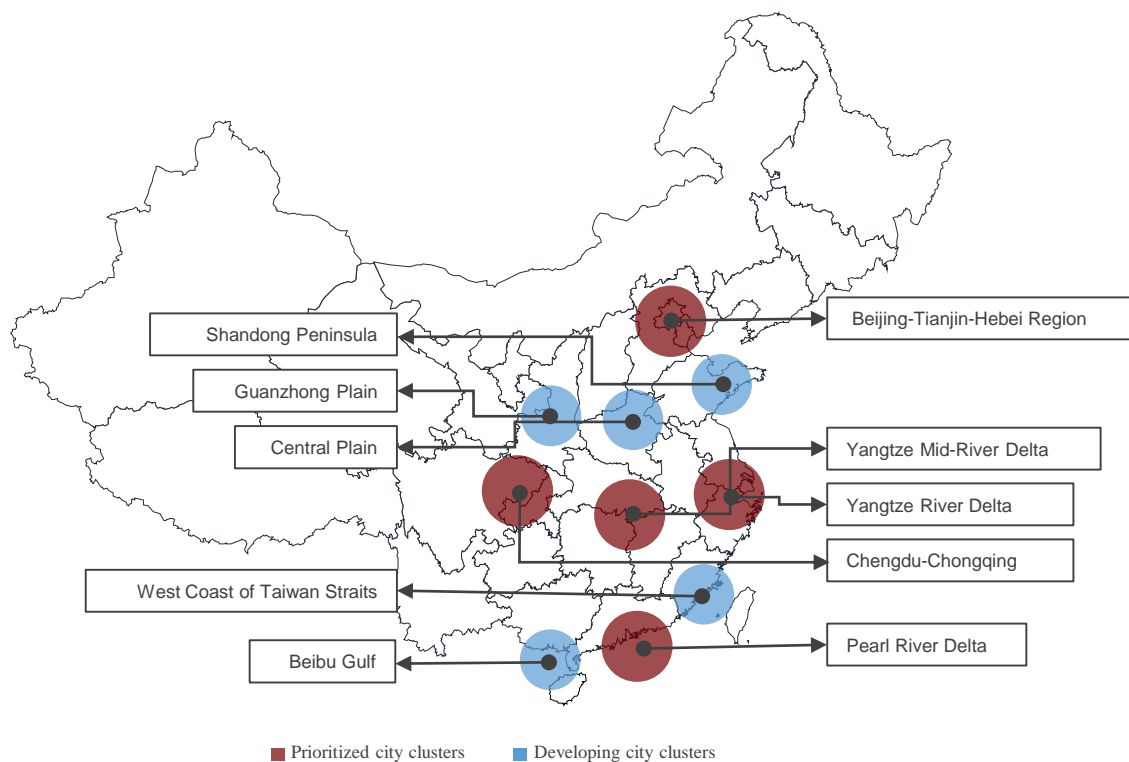 Beijing-Tianjin-Hebei Region
Shandong Peninsula
Guanzhong Plain
Central Plain
Yangtze Mid-River Delta
Yangtze River Delta
Chengdu-Chongqing
West Coast of Taiwan Straits
Pearl River Delta
Beibu Gulf
Prioritized city clusters
Developing city clusters